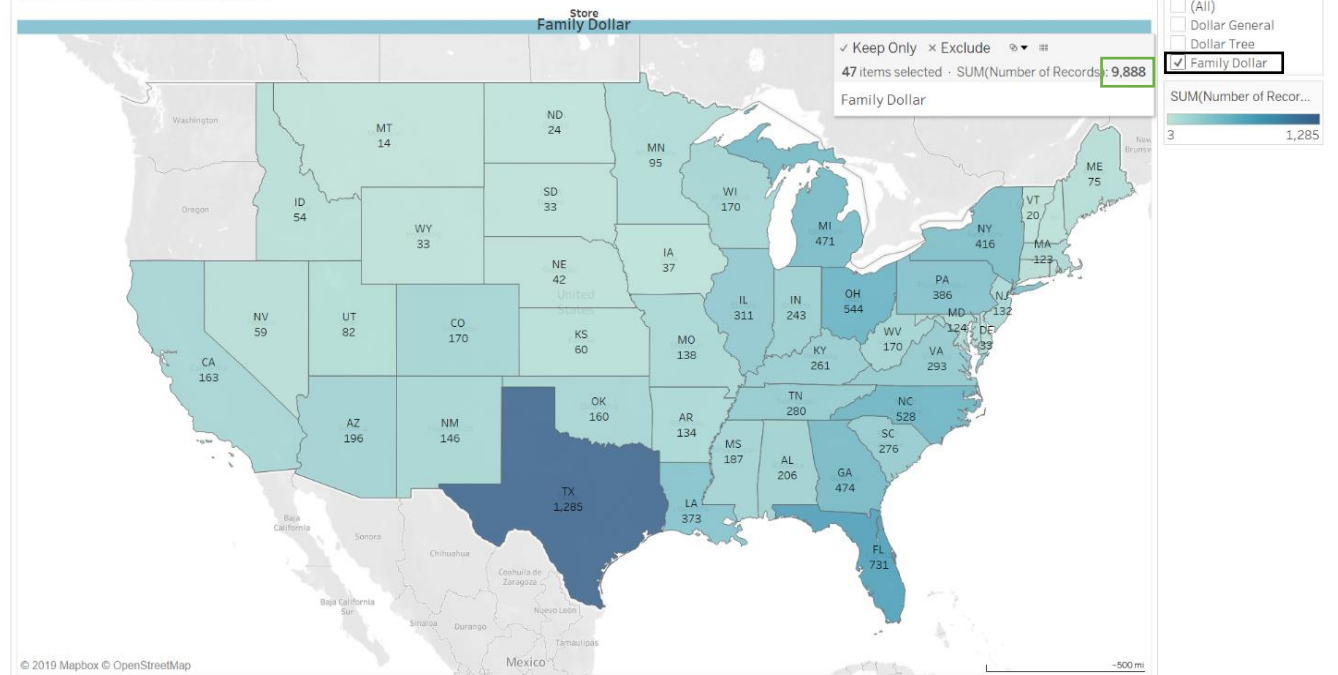 Store
Family Dollar
(All)
Dollar General
Dollar Tree
Family Dollar
✓ Keep Only × Exclude
47 items selected · SUM(Number of Records): 9,888
Family Dollar
SUM(Number of Recor...
3 1,285
Washington
Oregon
MT
14
ND
24
MN
95
ID
54
WY
33
SD
33
WI
170
MI
471
NY
416
VT
20
ME
75
New
MA
123
NV
59
UT
82
CO
170
NE
42
United
States
KS
60
IA
37
MO
138
IL
311
IN
243
OH
544
PA
386
NJ
132
MD
124
DE
33
WV
170
VA
293
KY
261
CA
163
AZ
196
NM
146
OK
160
AR
134
TN
280
NC
528
SC
276
MS
187
AL
206
GA
474
TX
1,285
LA
373
FL
731
Baja
California
Sonora
Chihuahua
Coahuila de
Zaragoza
Baja California
Sur
Sinaloa
Durango
Nuevo León
Tamaulipas
Mexico
© 2019 Mapbox © OpenStreetMap
~500 mi